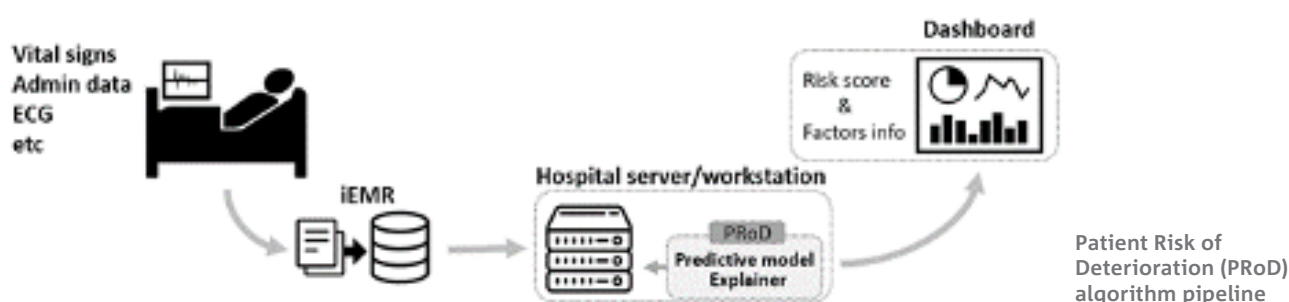 Vital signs
Admin data
ECG
etc
iEMR
Hospital server/workstation
PRoD
Predictive model
Explainer
Dashboard
Risk score
&
Factors info
Patient Risk of
Deterioration (PRoD)
algorithm pipeline